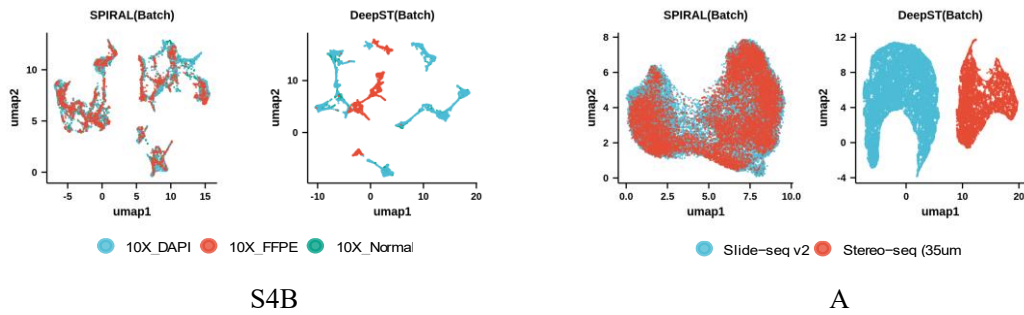 SPIRAL(Batch)
DeepST(Batch)
SPIRAL(Batch)
DeepST(Batch)
umap2
10
5
0
-5
0
5
10
15
umap1
umap2
10
0
-10
0
10
20
umap1
umap2
8
6
4
2
0
0.0
2.5
5.0
7.5
10.0
umap1
umap2
12
8
4
0
-4
0
10
20
umap1
10X_DAPI 10X_FFPE 10X_Normal
Slide-seq v2 Stereo-seq (35um
S4B
A